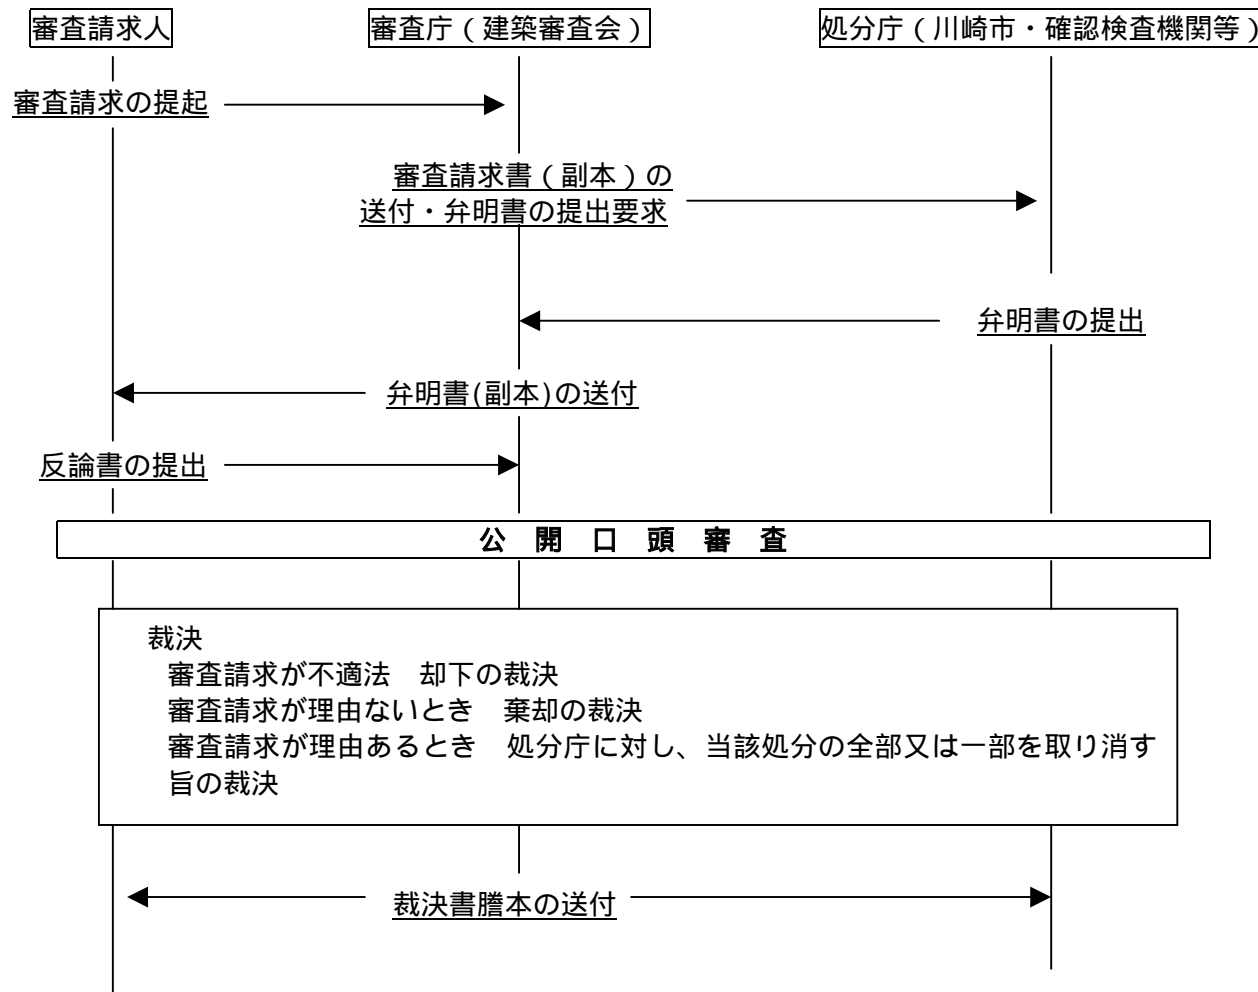 審査請求人
審査庁（建築審査会）
処分庁（川崎市・確認検査機関等）
審査請求の提起
審査請求書（副本）の
送付・弁明書の提出要求
弁明書の提出
弁明書(副本)の送付
反論書の提出
公　開　口　頭　審　査
裁決
審査請求が不適法　却下の裁決
審査請求が理由ないとき　棄却の裁決
審査請求が理由あるとき　処分庁に対し、当該処分の全部又は一部を取り消す
旨の裁決
裁決書謄本の送付